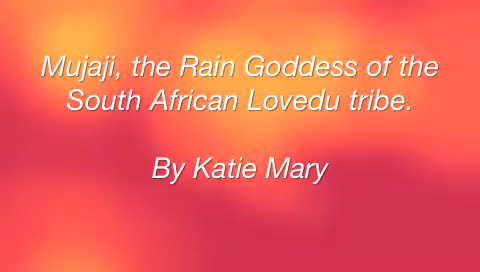 Mujaji, the Rain Goddess of the
South African Lovedu tribe.
By Katie Mary